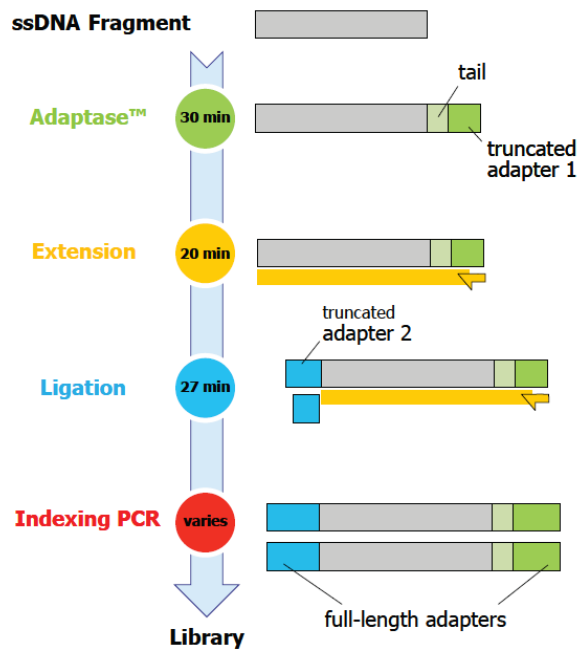 ssDNA Fragment
tail
Adaptase™
30 min
truncated
adapter 1
Extension
20 min
truncated
adapter 2
Ligation
27 min
Indexing PCR
varies
full-length adapters
Library